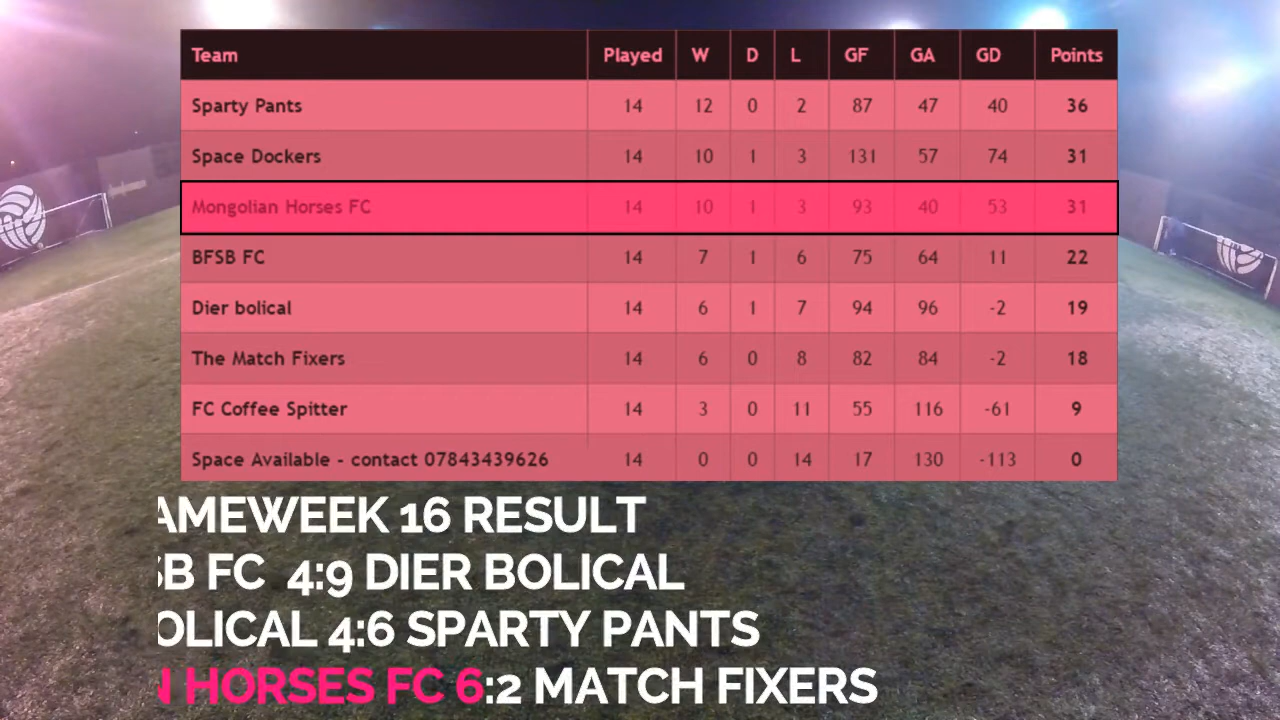 Team Played W D L GF GA GD Points
Sparty Pants 14 12 0 2 87 47 40 36
Space Dockers 14 10 1 3 131 57 74 31
Mongolian Horses FC 14 10 1 3 93 40 53 31
BFSB FC 14 7 1 6 75 64 11 22
Dier bolical 14 6 1 7 94 96 -2 19
The Match Fixers 14 6 0 8 82 84 -2 18
FC Coffee Spitter 14 3 0 11 55 116 -61 9
Space Available - contact 07843439626 14 0 0 14 17 130 -113 0
AMEWEEK 16 RESULT
SB FC 4:9 DIER BOLICAL
OLICAL 4:6 SPARTY PANTS
N HORSES FC 6:2 MATCH FIXERS